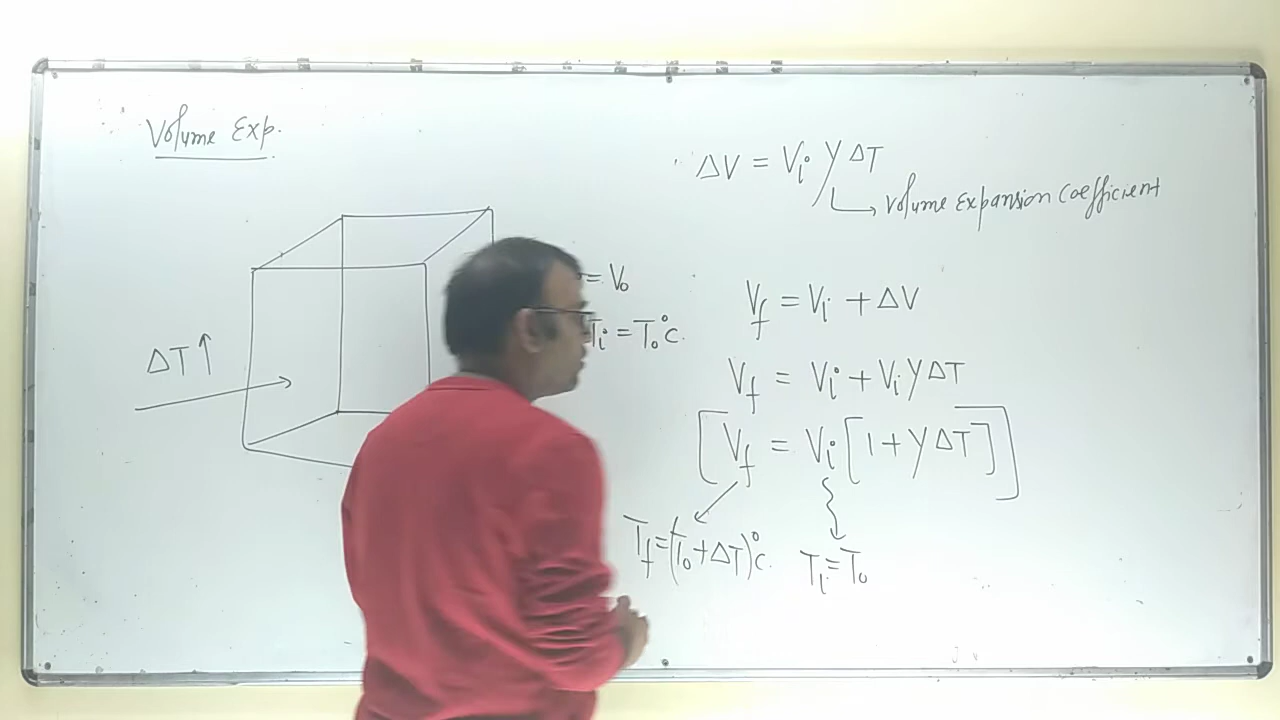 Volume Exp.
ΔV = Vi γ ΔT
Volume Expansion Coefficient
= V₀
Ti = T₀°C.
Vf = Vi + ΔV
ΔT↑
Vf = Vi + Vi γ ΔT
[Vf = Vi [1 + γ ΔT]]
Tf = (T₀ + ΔT)°C.
Ti = T₀